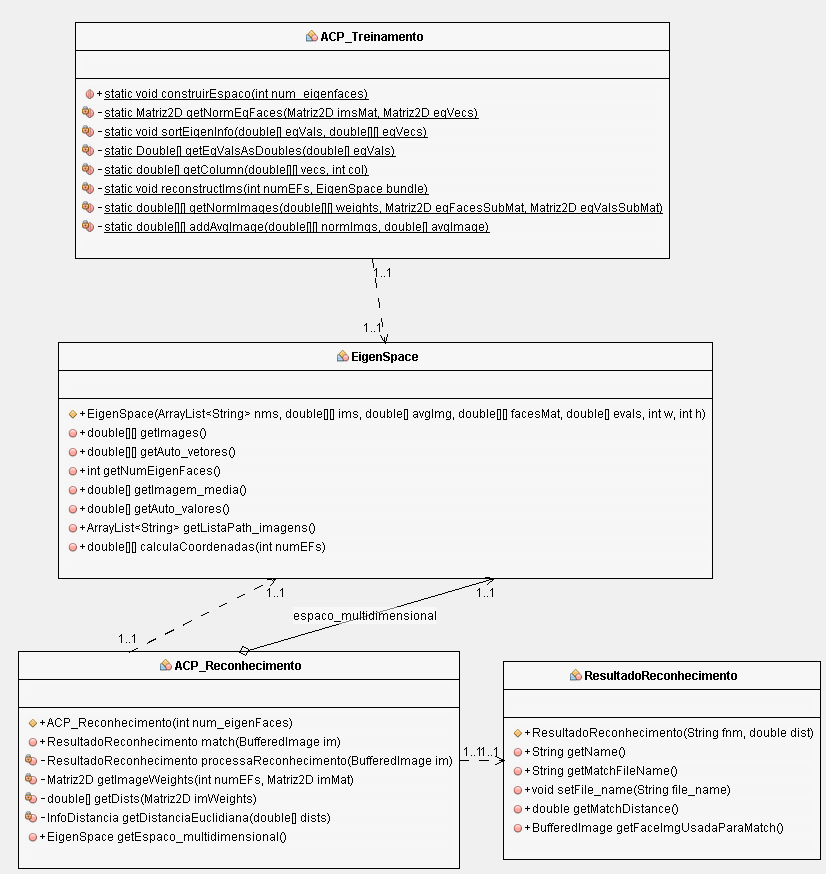 ACP_Treinamento
+static void construirEspaco(int num_eigenfaces)
-static Matriz2D getNormEgFaces(Matriz2D imsMat, Matriz2D egVecs)
-static void sortEigenInfo(double[] egVals, double[][] egVecs)
-static Double[] getEgValsAsDoubles(double[] egVals)
-static double[] getColumn(double[][] vecs, int col)
-static void reconstructIms(int numEFs, EigenSpace bundle)
-static double[][] getNormImages(double[][] weights, Matriz2D egFacesSubMat, Matriz2D egValsSubMat)
-static double[][] addAvgImage(double[][] normImgs, double[] avgImage)
1..1
1..1
EigenSpace
+EigenSpace(ArrayList<String> nms, double[][] ims, double[] avgImg, double[][] facesMat, double[] evals, int w, int h)
+double[][] getImages()
+double[][] getAuto_vetores()
+int getNumEigenFaces()
+double[] getImagem_media()
+double[] getAuto_valores()
+ArrayList<String> getListaPath_imagens()
+double[][] calculaCoordenadas(int numEFs)
1..1
1..1
espaco_multidimensional
1..1
ACP_Reconhecimento
+ACP_Reconhecimento(int num_eigenFaces)
+ResultadoReconhecimento match(BufferedImage im)
-ResultadoReconhecimento processaReconhecimento(BufferedImage im)
-Matriz2D getImageWeights(int numEFs, Matriz2D imMat)
-double[] getDists(Matriz2D imWeights)
-InfoDistancia getDistanciaEuclidiana(double[] dists)
+EigenSpace getEspaco_multidimensional()
1..1
1..1
ResultadoReconhecimento
+ResultadoReconhecimento(String fnm, double dist)
+String getName()
+String getMatchFileName()
+void setFile_name(String file_name)
+double getMatchDistance()
+BufferedImage getFaceImgUsadaParaMatch()